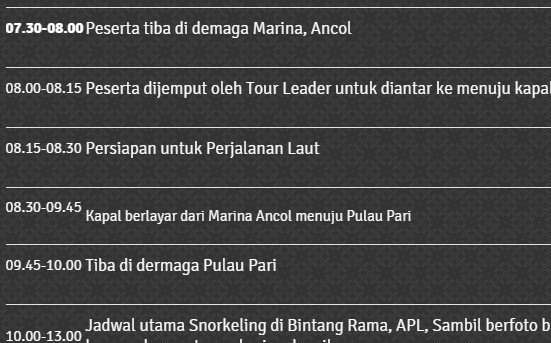 07.30-08.00 Peserta tiba di demaga Marina, Ancol
08.00-08.15 Peserta dijemput oleh Tour Leader untuk diantar ke menuju kapal
08.15-08.30 Persiapan untuk Perjalanan Laut
08.30-09.45 Kapal berlayar dari Marina Ancol menuju Pulau Pari
09.45-10.00 Tiba di dermaga Pulau Pari
10.00-13.00 Jadwal utama Snorkeling di Bintang Rama, APL, Sambil berfoto